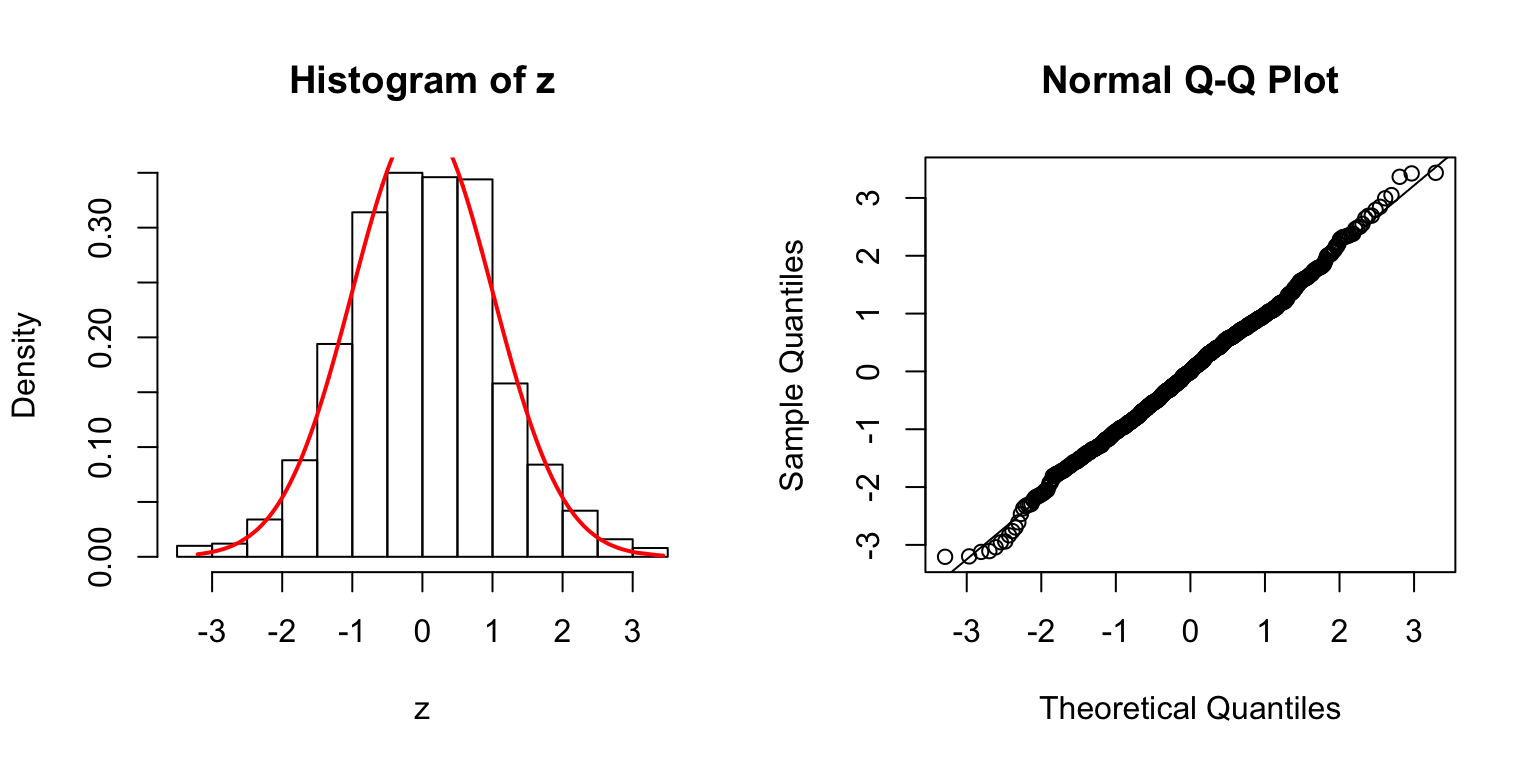 Histogram of z
Density
0.00 0.10 0.20 0.30
-3 -2 -1 0 1 2 3
z
Normal Q-Q Plot
Sample Quantiles
-3 -2 -1 0 1 2 3
-3 -2 -1 0 1 2 3
Theoretical Quantiles